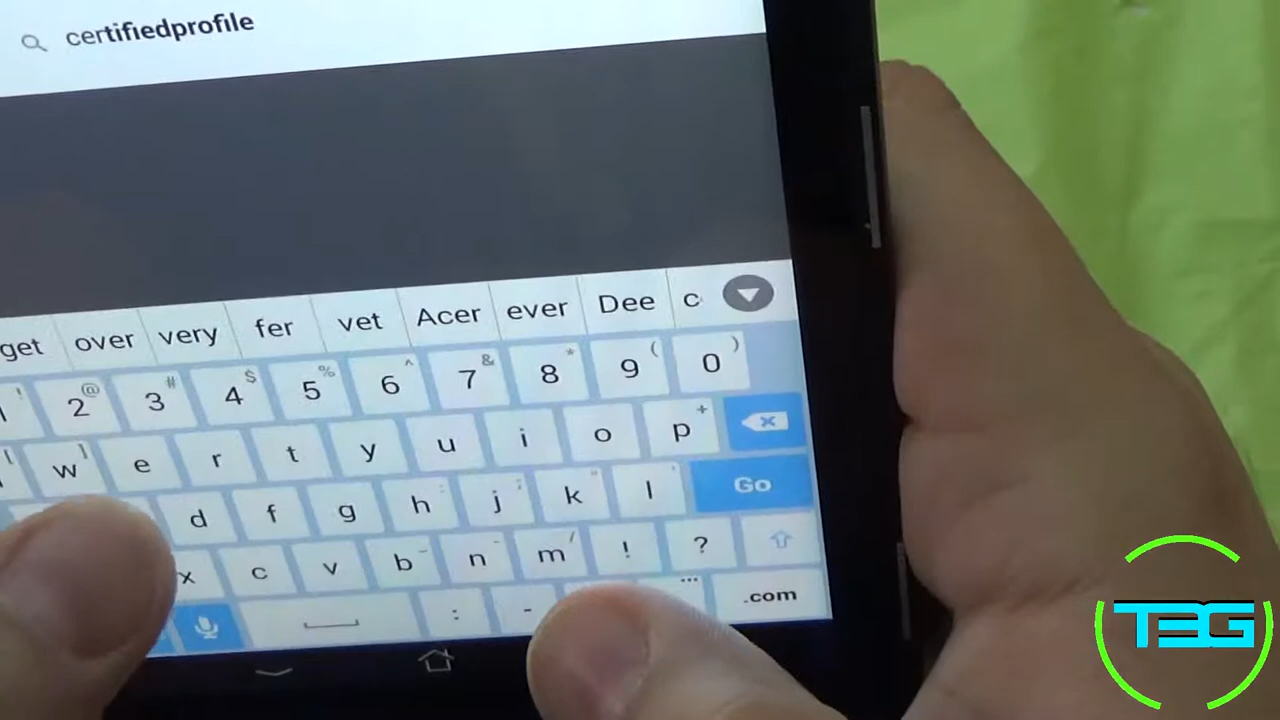 certifiedprofile
get over very fer vet Acer ever Dee c
! @ # $ % ^ & * ( )
2 3 4 5 6 7 8 9 0
[ ] +
w e r t y u i o p
: ; " '
d f g h j k l Go
- /
x c v b n m ! ?
: - ... .com
TBG